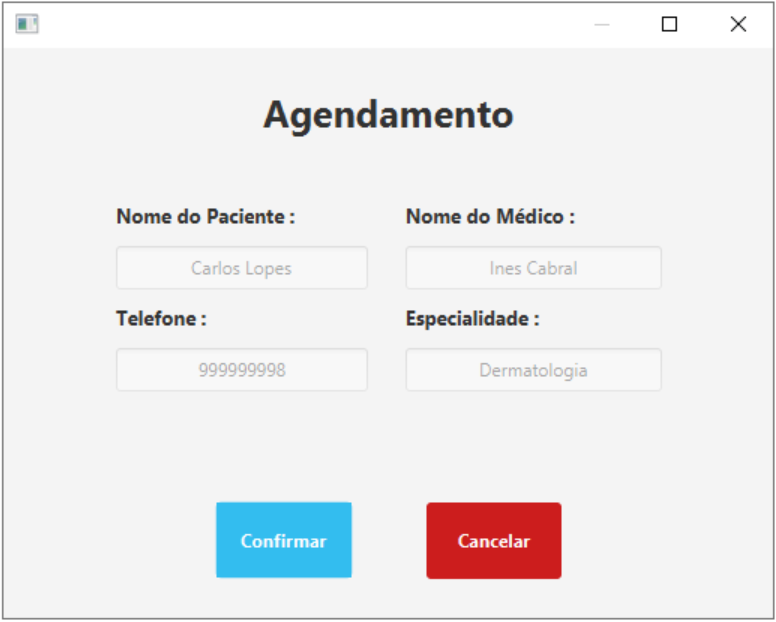 Agendamento
Nome do Paciente : Nome do Médico :
Carlos Lopes Ines Cabral
Telefone : Especialidade :
999999998 Dermatologia
Confirmar Cancelar